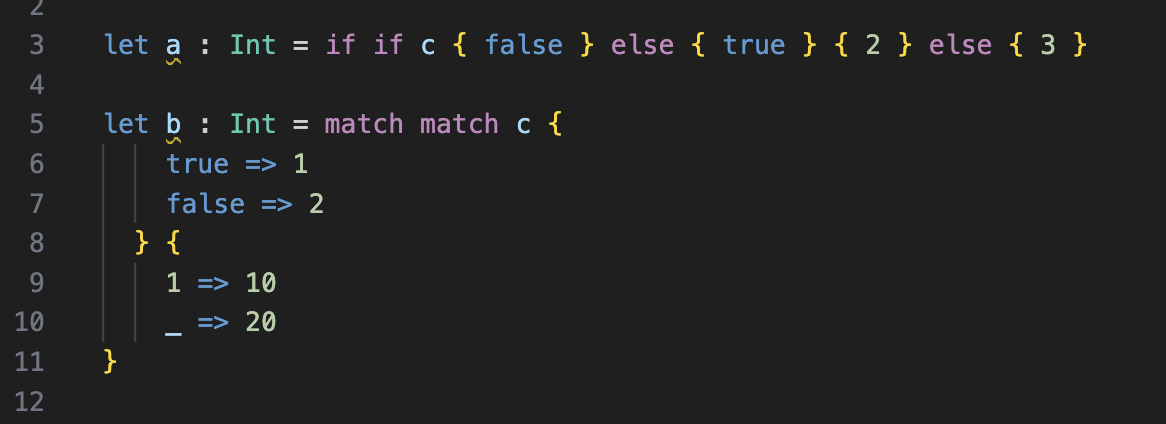 2
3 let a : Int = if if c { false } else { true } { 2 } else { 3 }
4
5 let b : Int = match match c {
6 true => 1
7 false => 2
8 } {
9 1 => 10
10 _ => 20
11 }
12